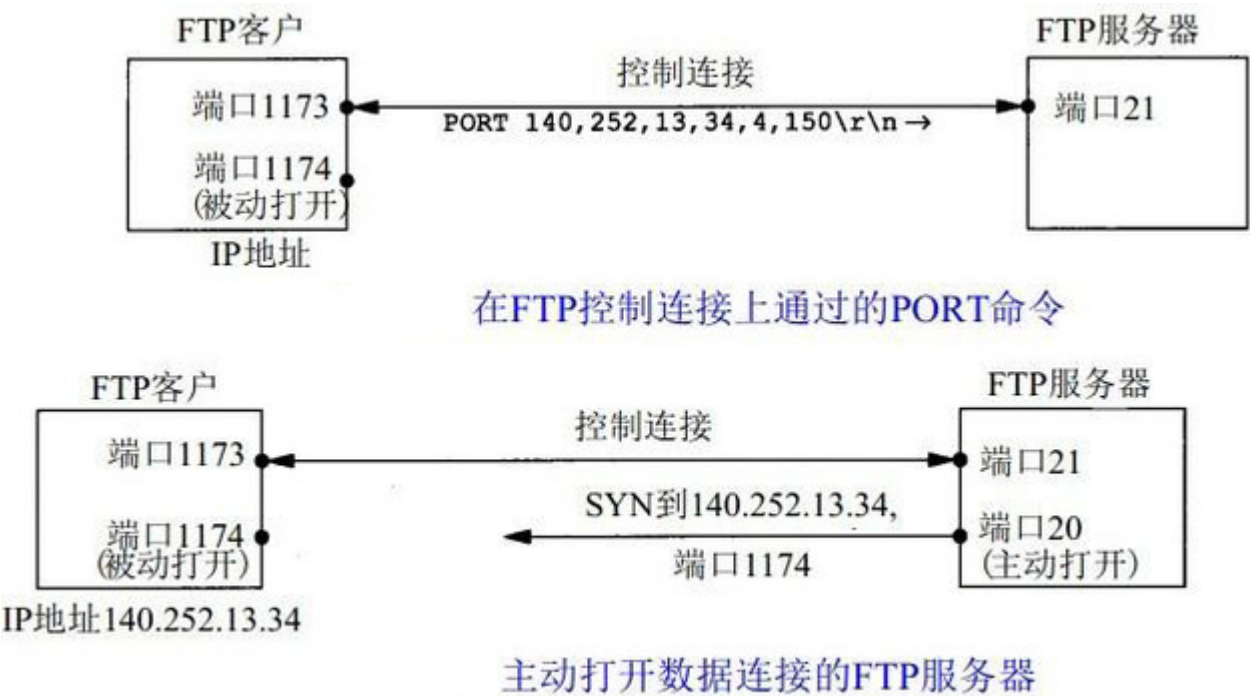 FTP客户
FTP服务器
控制连接
端口1173
端口21
PORT 140,252,13,34,4,150\r\n→
端口1174
(被动打开)
IP地址
在FTP控制连接上通过的PORT命令
FTP客户
FTP服务器
控制连接
端口1173
端口21
SYN到140.252.13.34,
端口1174
端口1174
(被动打开)
端口20
(主动打开)
IP地址140.252.13.34
主动打开数据连接的FTP服务器